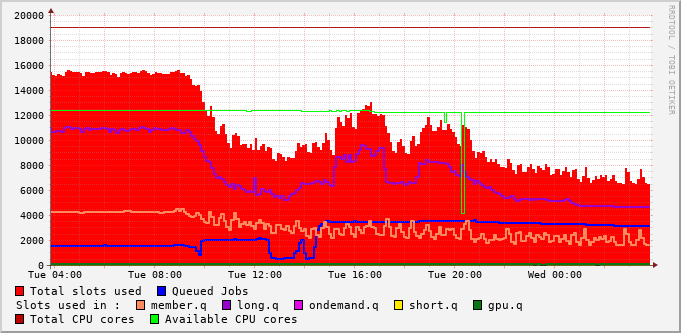 20000
18000
16000
14000
12000
10000
8000
6000
4000
2000
0
Tue 04:00 Tue 08:00 Tue 12:00 Tue 16:00 Tue 20:00 Wed 00:00
Total slots used Queued Jobs
Slots used in : member.q long.q ondemand.q short.q gpu.q
Total CPU cores Available CPU cores
RRDTOOL / TOBI OETIKER